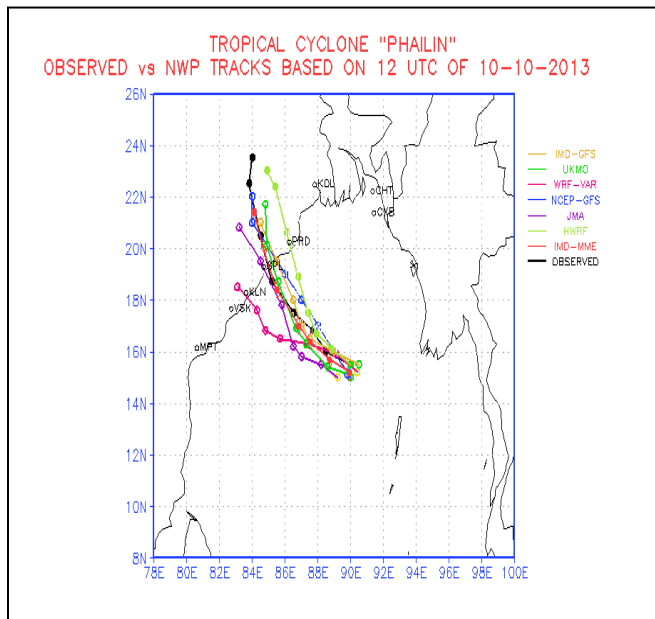 TROPICAL CYCLONE "PHAILIN"
OBSERVED vs NWP TRACKS BASED ON 12 UTC OF 10-10-2013
26N
24N
22N
20N
18N
16N
14N
12N
10N
8N
KDL
CHT
CXB
PRD
GPL
KLN
VSK
MPT
IMD-GFS
UKMO
WRF-VAR
NCEP-GFS
JMA
HWRF
IMD-MME
OBSERVED
78E 80E 82E 84E 86E 88E 90E 92E 94E 96E 98E 100E